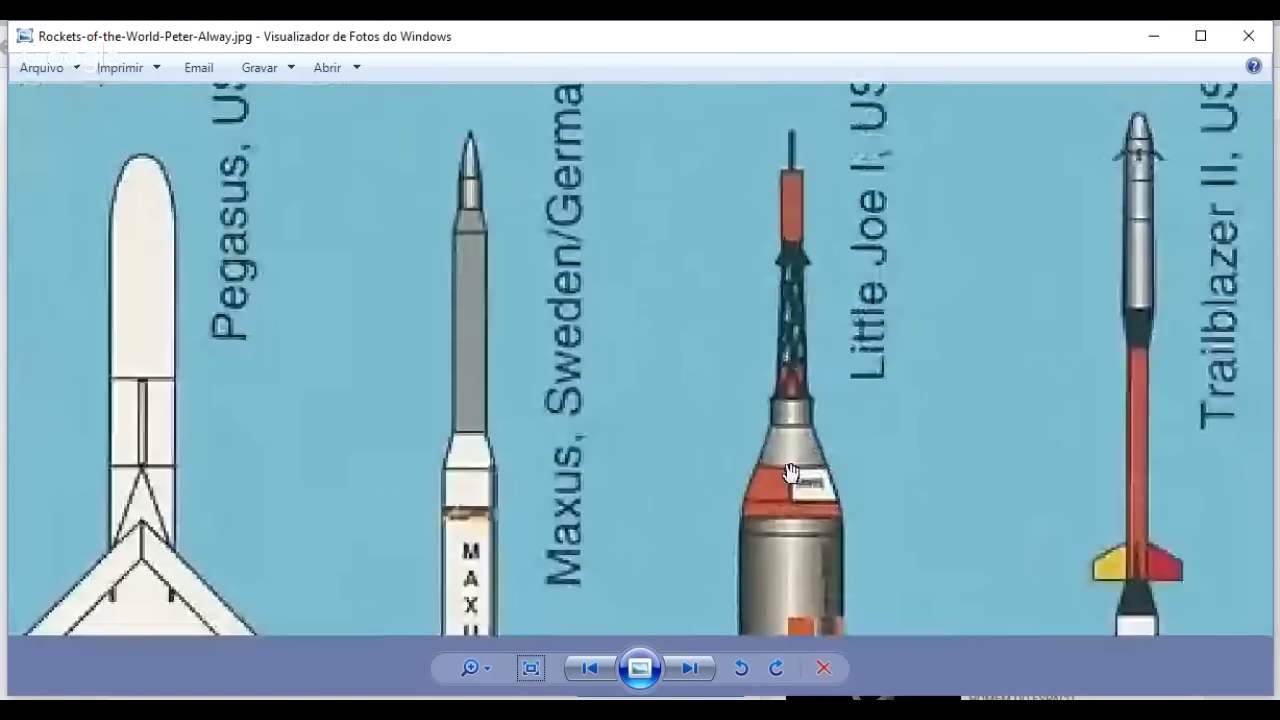 Rockets-of-the-World-Peter-Alway.jpg - Visualizador de Fotos do Windows
Arquivo Imprimir Email Gravar Abrir
Pegasus, US
Maxus, Sweden/Germa
MAXU
Little Joe I, US
Trailblazer II, US